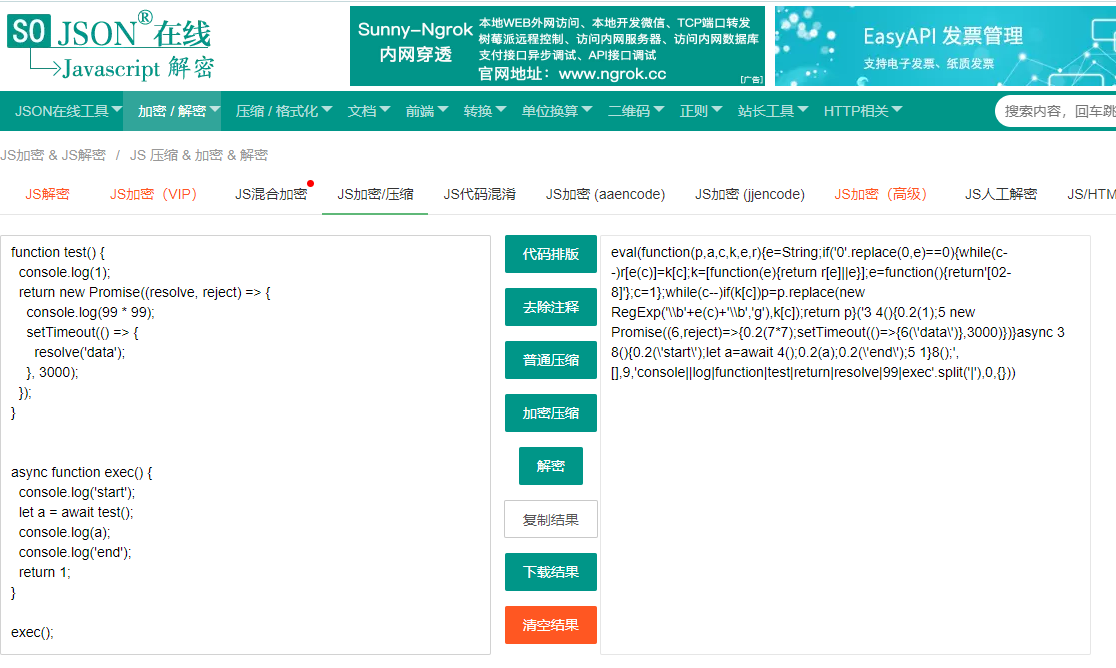 SO JSON®在线
Javascript 解密
Sunny-Ngrok
内网穿透
本地WEB外网访问、本地开发微信、TCP端口转发
树莓派远程控制、访问内网服务器、访问内网数据库
支付接口异步调试、API接口调试
官网地址：www.ngrok.cc
[广告]
EasyAPI 发票管理
支持电子发票、纸质发票
JSON在线工具 加密 / 解密 压缩 / 格式化 文档 前端 转换 单位换算 二维码 正则 站长工具 HTTP相关 搜索内容，回车跳
JS加密 & JS解密 / JS 压缩 & 加密 & 解密
JS解密 JS加密（VIP） JS混合加密 JS加密/压缩 JS代码混淆 JS加密 (aaencode) JS加密 (jjencode) JS加密（高级） JS人工解密 JS/HTM
function test() {
  console.log(1);
  return new Promise((resolve, reject) => {
    console.log(99 * 99);
    setTimeout(() => {
      resolve('data');
    }, 3000);
  });
}
async function exec() {
  console.log('start');
  let a = await test();
  console.log(a);
  console.log('end');
  return 1;
}
exec();
代码排版
去除注释
普通压缩
加密压缩
解密
复制结果
下载结果
清空结果
eval(function(p,a,c,k,e,r){e=String;if('0'.replace(0,e)==0){while(c-
-)r[e(c)]=k[c];k=[function(e){return r[e]||e}];e=function(){return'[02-
8]'};c=1};while(c--)if(k[c])p=p.replace(new
RegExp('\\b'+e(c)+'\\b','g'),k[c]);return p}('3 4(){0.2(1);5 new
Promise((6,reject)=>{0.2(7*7);setTimeout(()=>{6(\'data\')},3000)})}async 3
8(){0.2(\'start\');let a=await 4();0.2(a);0.2(\'end\');5 1}8();',
[],9,'console||log|function|test|return|resolve|99|exec'.split('|'),0,{}))